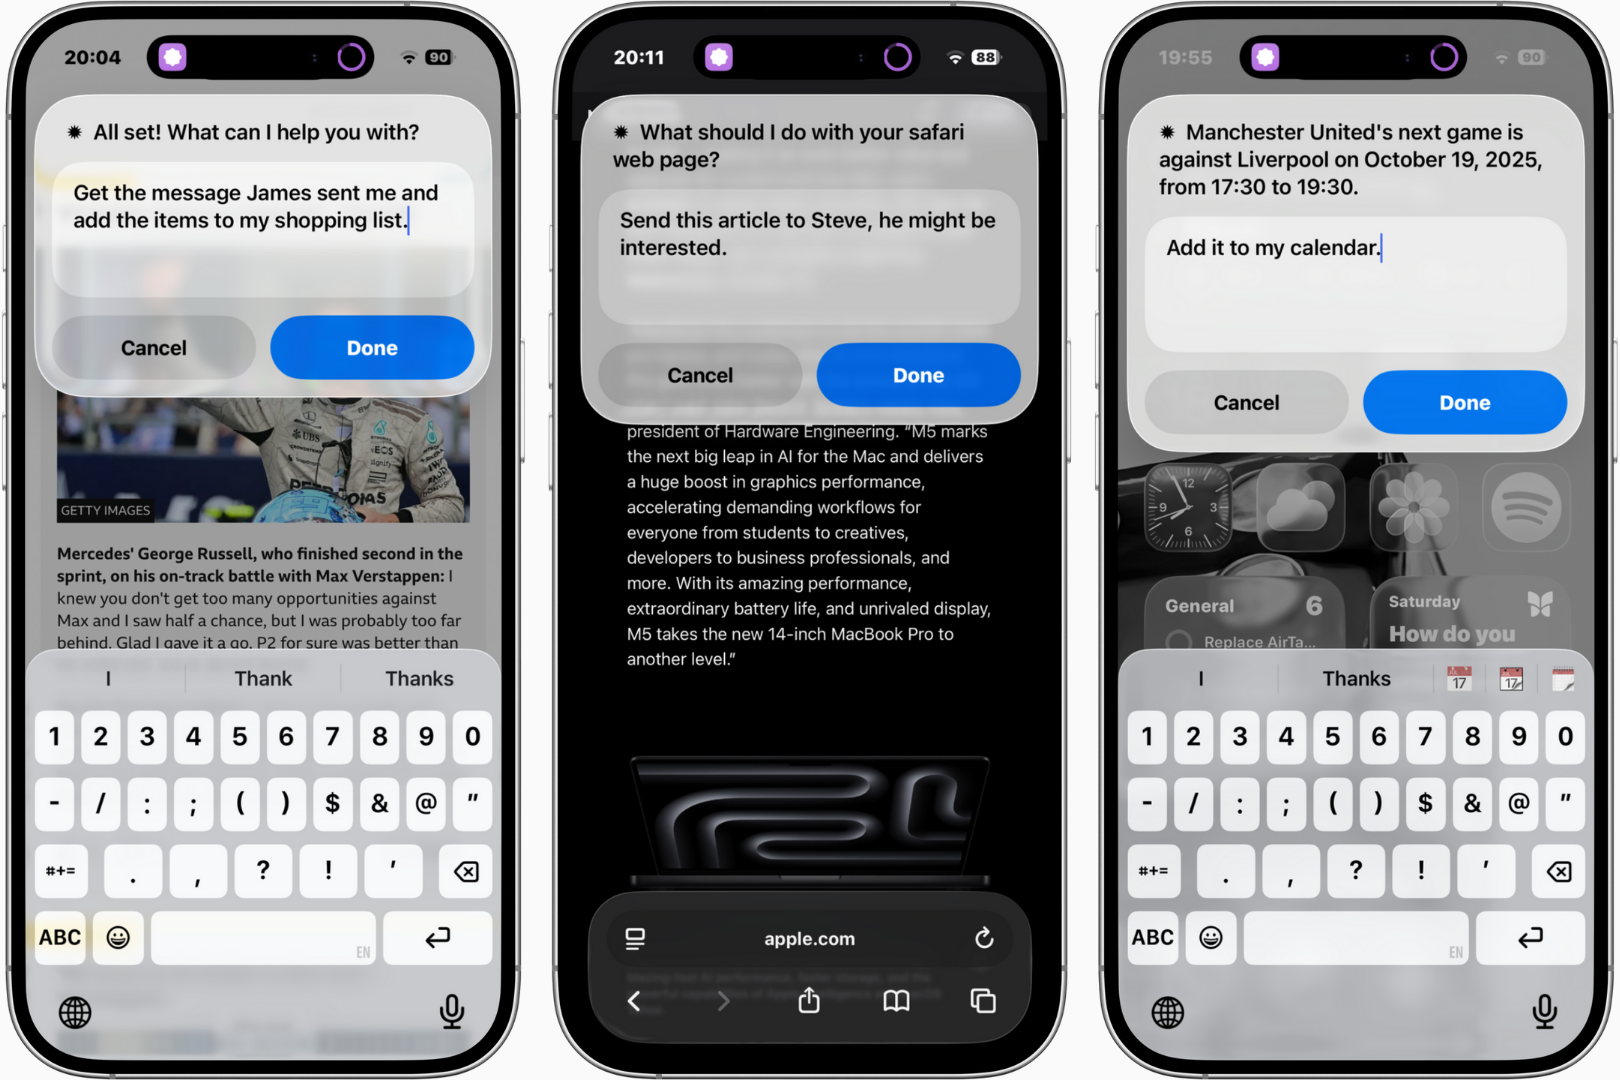 20:04
90
✹ All set! What can I help you with?
Get the message James sent me and
add the items to my shopping list.
Cancel
Done
UBS
EOS
PETRONAS
GETTY IMAGES
Mercedes' George Russell, who finished second in the
sprint, on his on-track battle with Max Verstappen: I
knew you don't get too many opportunities against
Max and I saw half a chance, but I was probably too far
behind. Glad I gave it a go. P2 for sure was better than
I
Thank
Thanks
1 2 3 4 5 6 7 8 9 0
- / : ; ( ) $ & @ "
#+= . , ? ! '
ABC
EN
20:11
88
✹ What should I do with your safari
web page?
Send this article to Steve, he might be
interested.
Cancel
Done
president of Hardware Engineering. “M5 marks
the next big leap in AI for the Mac and delivers
a huge boost in graphics performance,
accelerating demanding workflows for
everyone from students to creatives,
developers to business professionals, and
more. With its amazing performance,
extraordinary battery life, and unrivaled display,
M5 takes the new 14-inch MacBook Pro to
another level.”
apple.com
19:55
90
✹ Manchester United's next game is
against Liverpool on October 19, 2025,
from 17:30 to 19:30.
Add it to my calendar.
Cancel
Done
12
9 3
6
General 6
Replace AirTa...
Saturday
How do you
I
Thanks
17
17
1 2 3 4 5 6 7 8 9 0
- / : ; ( ) $ & @ "
#+= . , ? ! '
ABC
EN